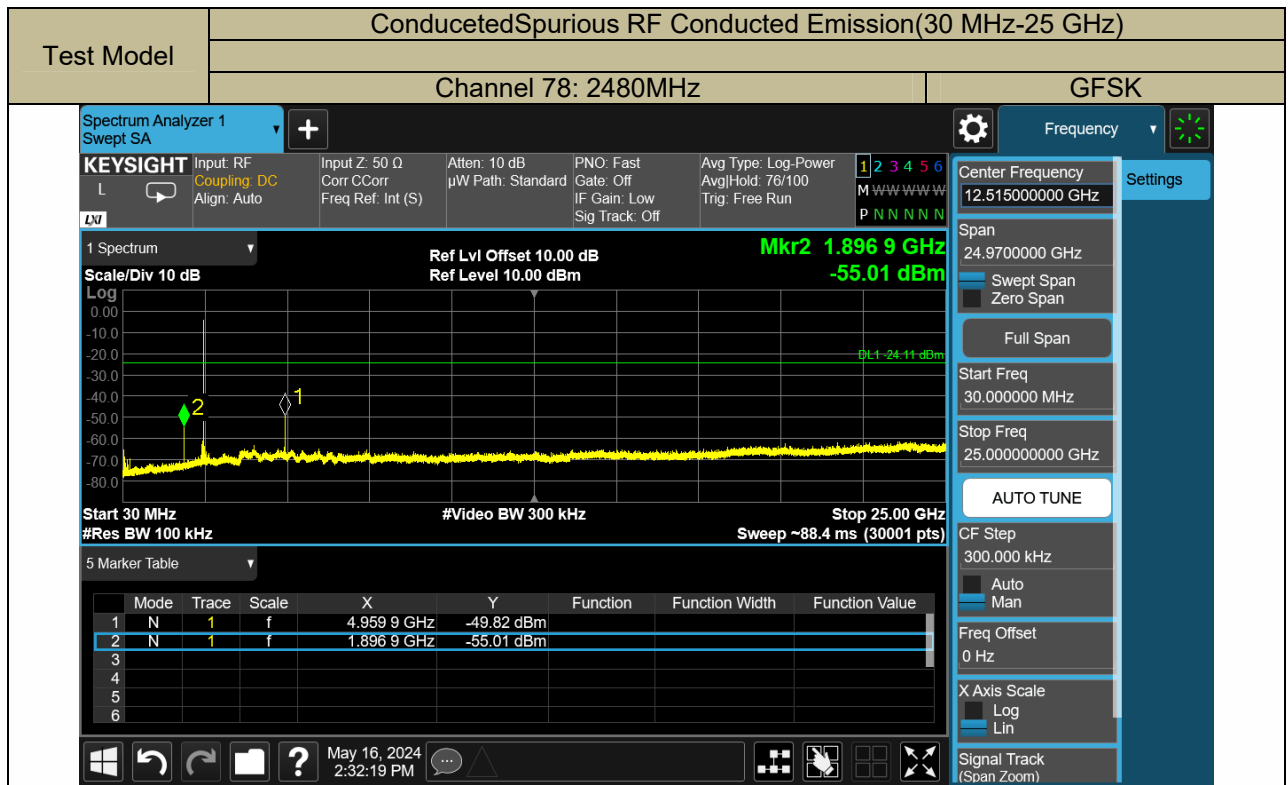 ConducetedSpurious RF Conducted Emission(30 MHz-25 GHz)
Test Model
Channel 78: 2480MHz GFSK
Spectrum Analyzer 1
Swept SA
Frequency
KEYSIGHT
L
LXI
Input: RF
Coupling: DC
Align: Auto
Input Z: 50 Ω
Corr CCorr
Freq Ref: Int (S)
Atten: 10 dB
µW Path: Standard
PNO: Fast
Gate: Off
IF Gain: Low
Sig Track: Off
Avg Type: Log-Power
Avg|Hold: 76/100
Trig: Free Run
1 2 3 4 5 6
M W W W W W
P N N N N N
1 Spectrum
Scale/Div 10 dB
Ref Lvl Offset 10.00 dB
Ref Level 10.00 dBm
Mkr2 1.896 9 GHz
-55.01 dBm
Log
0.00
-10.0
-20.0
-30.0
-40.0
-50.0
-60.0
-70.0
-80.0
DL1 -24.11 dBm
2
1
Start 30 MHz #Video BW 300 kHz Stop 25.00 GHz
#Res BW 100 kHz Sweep ~88.4 ms (30001 pts)
5 Marker Table
Mode Trace Scale X Y Function Function Width Function Value
1 N 1 f 4.959 9 GHz -49.82 dBm
2 N 1 f 1.896 9 GHz -55.01 dBm
3
4
5
6
May 16, 2024
2:32:19 PM
Center Frequency
12.515000000 GHz
Settings
Span
24.9700000 GHz
Swept Span
Zero Span
Full Span
Start Freq
30.000000 MHz
Stop Freq
25.000000000 GHz
AUTO TUNE
CF Step
300.000 kHz
Auto
Man
Freq Offset
0 Hz
X Axis Scale
Log
Lin
Signal Track
(Span Zoom)